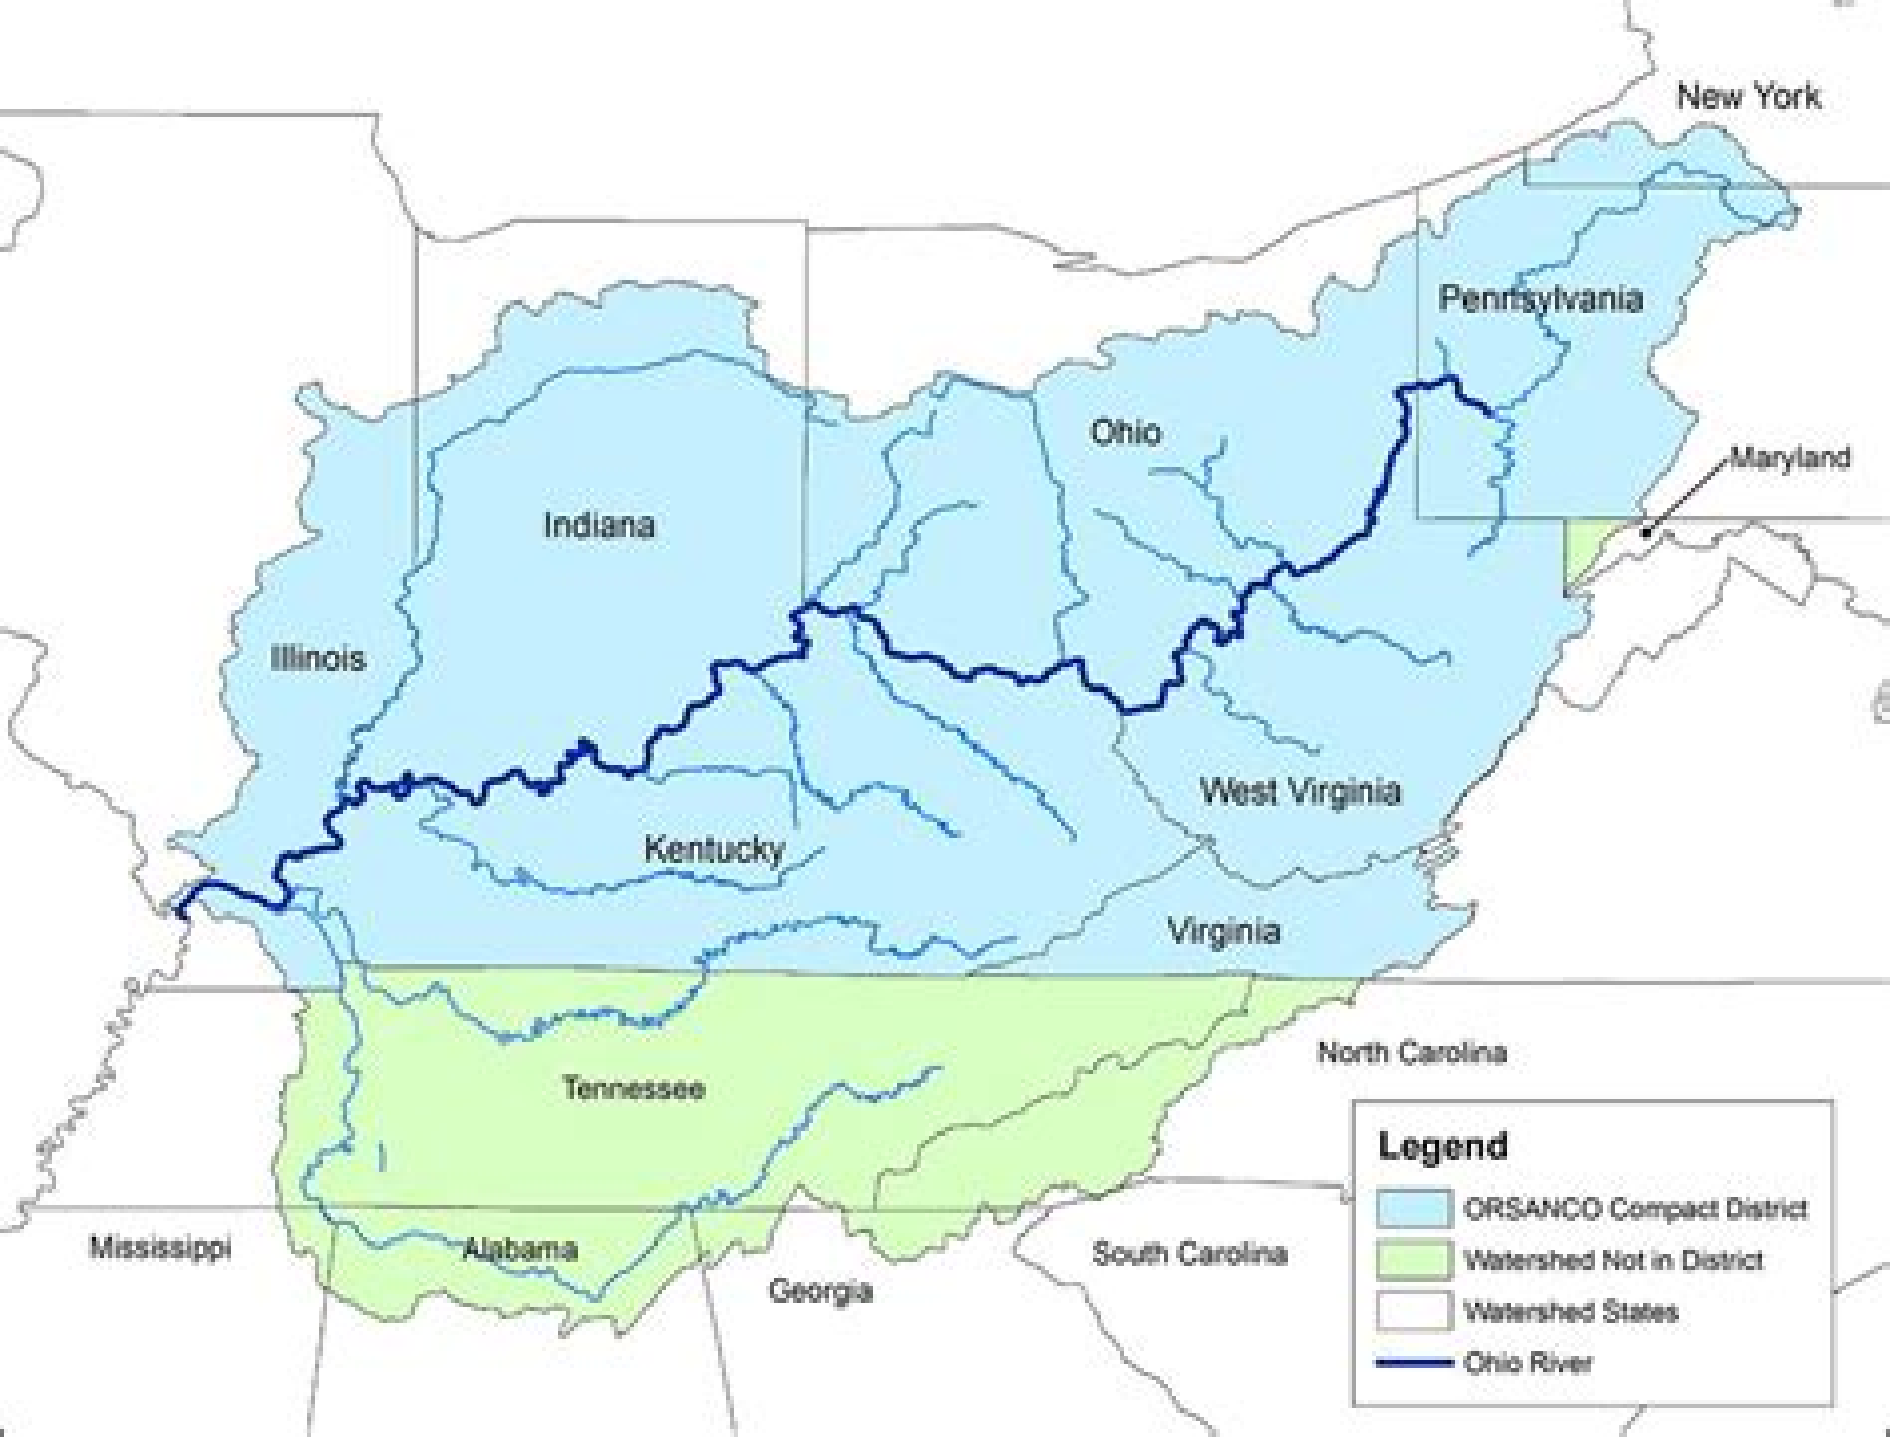 New York
Pennsylvania
Ohio
Maryland
Indiana
Illinois
West Virginia
Kentucky
Virginia
North Carolina
Tennessee
Legend
ORSANCO Compact District
Mississippi
Alabama
South Carolina
Watershed Not in District
Georgia
Watershed States
Ohio River